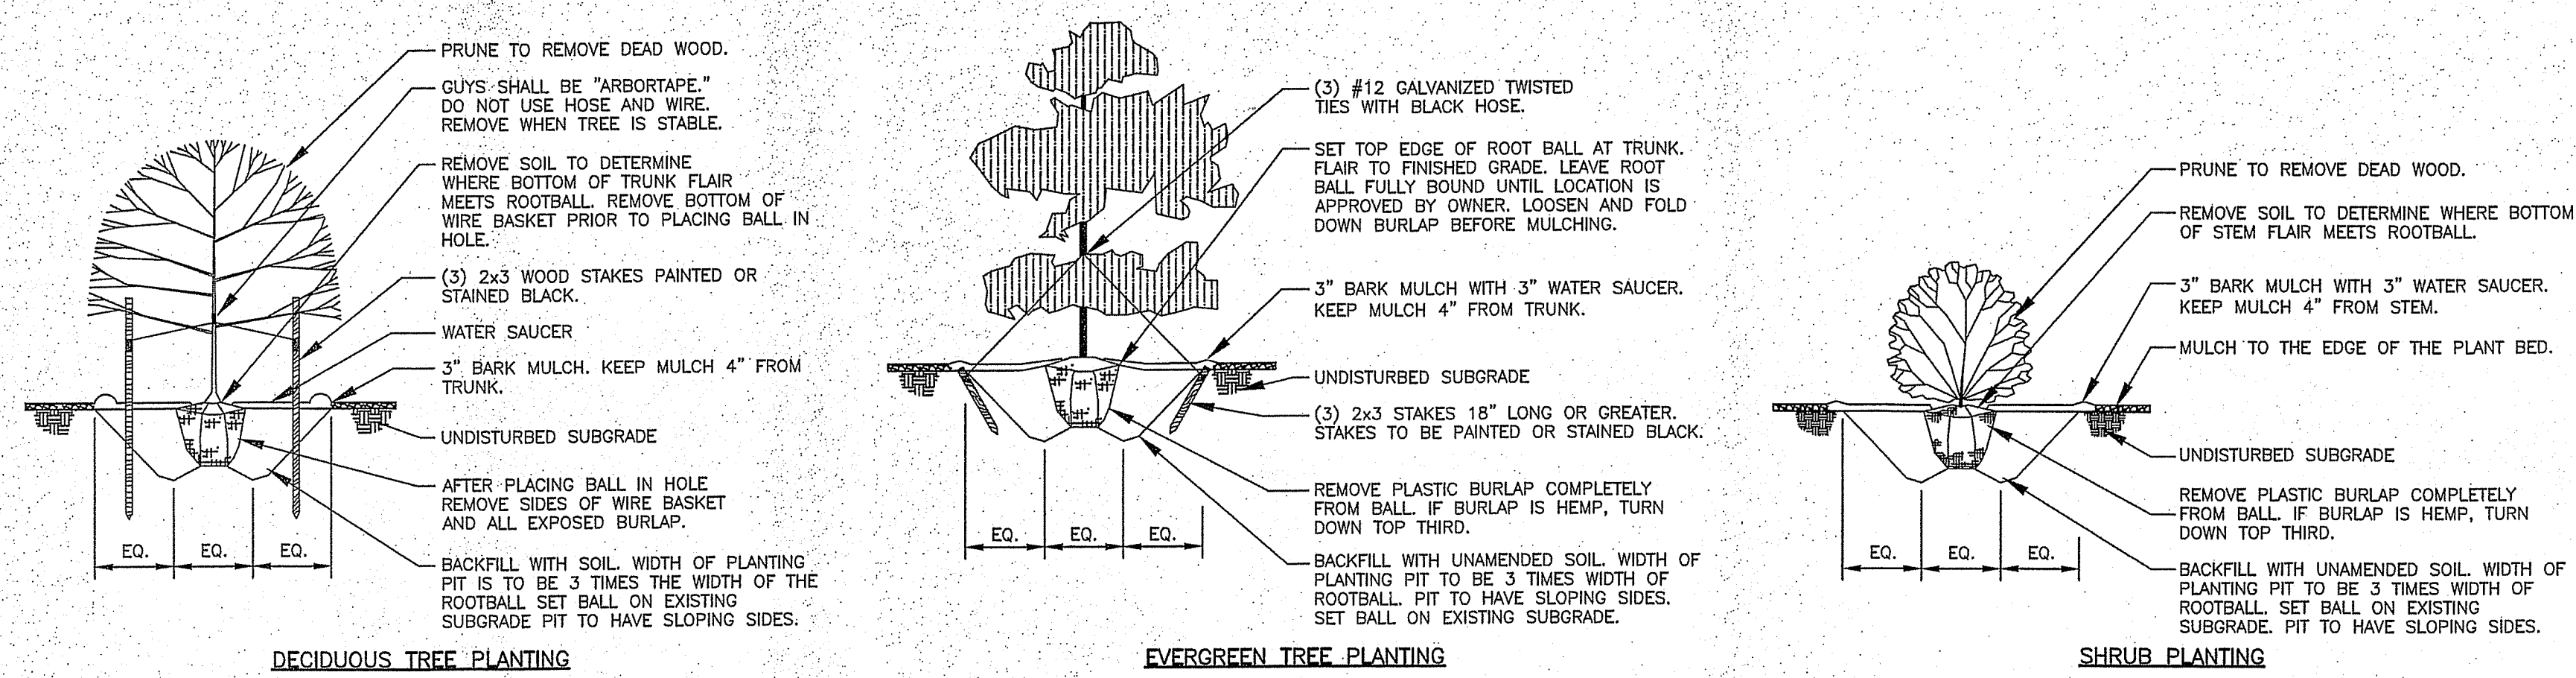 PRUNE TO REMOVE DEAD WOOD.
GUYS SHALL BE "ARBORTAPE."
DO NOT USE HOSE AND WIRE.
REMOVE WHEN TREE IS STABLE.
REMOVE SOIL TO DETERMINE
WHERE BOTTOM OF TRUNK FLAIR
MEETS ROOTBALL. REMOVE BOTTOM OF
WIRE BASKET PRIOR TO PLACING BALL IN
HOLE.
(3) 2x3 WOOD STAKES PAINTED OR
STAINED BLACK.
WATER SAUCER
3" BARK MULCH. KEEP MULCH 4" FROM
TRUNK.
UNDISTURBED SUBGRADE
AFTER PLACING BALL IN HOLE
REMOVE SIDES OF WIRE BASKET
AND ALL EXPOSED BURLAP.
BACKFILL WITH SOIL. WIDTH OF PLANTING
PIT IS TO BE 3 TIMES THE WIDTH OF THE
ROOTBALL SET BALL ON EXISTING
SUBGRADE PIT TO HAVE SLOPING SIDES.
EQ. EQ. EQ.
DECIDUOUS TREE PLANTING
(3) #12 GALVANIZED TWISTED
TIES WITH BLACK HOSE.
SET TOP EDGE OF ROOT BALL AT TRUNK.
FLAIR TO FINISHED GRADE. LEAVE ROOT
BALL FULLY BOUND UNTIL LOCATION IS
APPROVED BY OWNER. LOOSEN AND FOLD
DOWN BURLAP BEFORE MULCHING.
3" BARK MULCH WITH 3" WATER SAUCER.
KEEP MULCH 4" FROM TRUNK.
UNDISTURBED SUBGRADE
(3) 2x3 STAKES 18" LONG OR GREATER.
STAKES TO BE PAINTED OR STAINED BLACK.
REMOVE PLASTIC BURLAP COMPLETELY
FROM BALL. IF BURLAP IS HEMP, TURN
DOWN TOP THIRD.
BACKFILL WITH UNAMENDED SOIL. WIDTH OF
PLANTING PIT TO BE 3 TIMES WIDTH OF
ROOTBALL. PIT TO HAVE SLOPING SIDES.
SET BALL ON EXISTING SUBGRADE.
EQ. EQ. EQ.
EVERGREEN TREE PLANTING
PRUNE TO REMOVE DEAD WOOD.
REMOVE SOIL TO DETERMINE WHERE BOTTOM
OF STEM FLAIR MEETS ROOTBALL.
3" BARK MULCH WITH 3" WATER SAUCER.
KEEP MULCH 4" FROM STEM.
MULCH TO THE EDGE OF THE PLANT BED.
UNDISTURBED SUBGRADE
REMOVE PLASTIC BURLAP COMPLETELY
FROM BALL. IF BURLAP IS HEMP, TURN
DOWN TOP THIRD.
BACKFILL WITH UNAMENDED SOIL. WIDTH OF
PLANTING PIT TO BE 3 TIMES WIDTH OF
ROOTBALL. SET BALL ON EXISTING
SUBGRADE. PIT TO HAVE SLOPING SIDES.
EQ. EQ. EQ.
SHRUB PLANTING